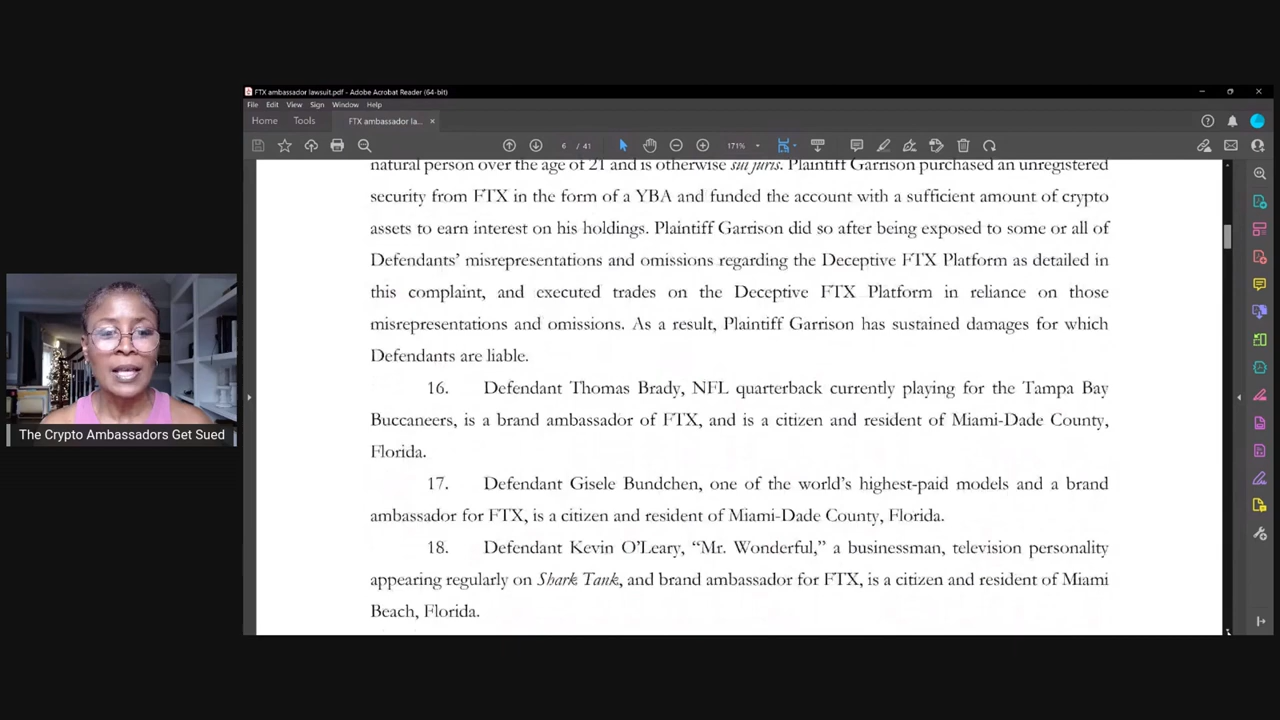 FTX ambassador lawsuit.pdf - Adobe Acrobat Reader (64-bit)
File Edit View Sign Window Help
Home Tools FTX ambassador la... ×
6 / 41 171%
natural person over the age of 21 and is otherwise sui juris. Plaintiff Garrison purchased an unregistered
security from FTX in the form of a YBA and funded the account with a sufficient amount of crypto
assets to earn interest on his holdings. Plaintiff Garrison did so after being exposed to some or all of
Defendants’ misrepresentations and omissions regarding the Deceptive FTX Platform as detailed in
this complaint, and executed trades on the Deceptive FTX Platform in reliance on those
misrepresentations and omissions. As a result, Plaintiff Garrison has sustained damages for which
Defendants are liable.
16. Defendant Thomas Brady, NFL quarterback currently playing for the Tampa Bay
Buccaneers, is a brand ambassador of FTX, and is a citizen and resident of Miami-Dade County,
Florida.
17. Defendant Gisele Bundchen, one of the world’s highest-paid models and a brand
ambassador for FTX, is a citizen and resident of Miami-Dade County, Florida.
18. Defendant Kevin O’Leary, “Mr. Wonderful,” a businessman, television personality
appearing regularly on Shark Tank, and brand ambassador for FTX, is a citizen and resident of Miami
Beach, Florida.
The Crypto Ambassadors Get Sued